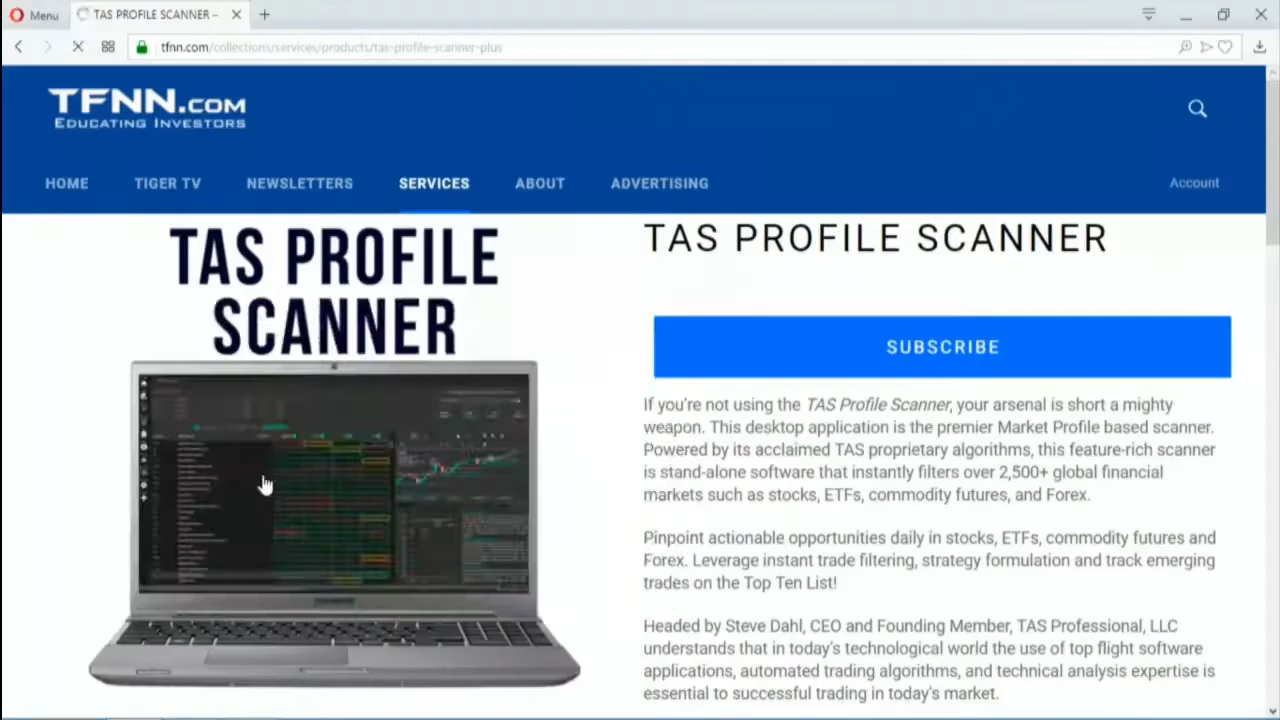 Menu
TAS PROFILE SCANNER –
tfnn.com/collections/services/products/tas-profile-scanner-plus
TFNN.COM
EDUCATING INVESTORS
HOME
TIGER TV
NEWSLETTERS
SERVICES
ABOUT
ADVERTISING
Account
TAS PROFILE
SCANNER
TAS PROFILE SCANNER
SUBSCRIBE
If you're not using the TAS Profile Scanner, your arsenal is short a mighty
weapon. This desktop application is the premier Market Profile based scanner.
Powered by its acclaimed TAS proprietary algorithms, this feature-rich scanner
is stand-alone software that instantly filters over 2,500+ global financial
markets such as stocks, ETFs, commodity futures, and Forex.
Pinpoint actionable opportunities daily in stocks, ETFs, commodity futures and
Forex. Leverage instant trade filtering, strategy formulation and track emerging
trades on the Top Ten List!
Headed by Steve Dahl, CEO and Founding Member, TAS Professional, LLC
understands that in today's technological world the use of top flight software
applications, automated trading algorithms, and technical analysis expertise is
essential to successful trading in today's market.